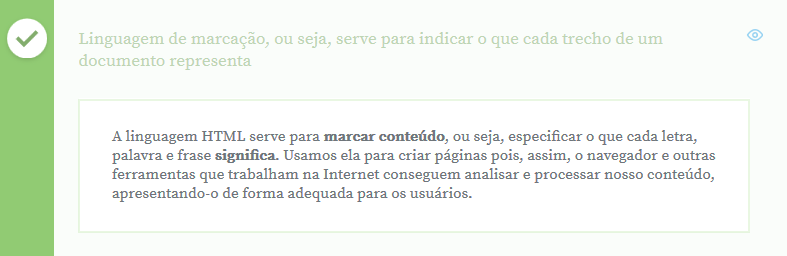 Linguagem de marcação, ou seja, serve para indicar o que cada trecho de um
documento representa
A linguagem HTML serve para marcar conteúdo, ou seja, especificar o que cada letra,
palavra e frase significa. Usamos ela para criar páginas pois, assim, o navegador e outras
ferramentas que trabalham na Internet conseguem analisar e processar nosso conteúdo,
apresentando-o de forma adequada para os usuários.